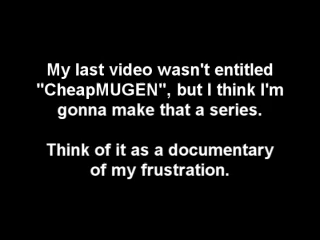 My last video wasn't entitled
"CheapMUGEN", but I think I'm
gonna make that a series.
Think of it as a documentary
of my frustration.